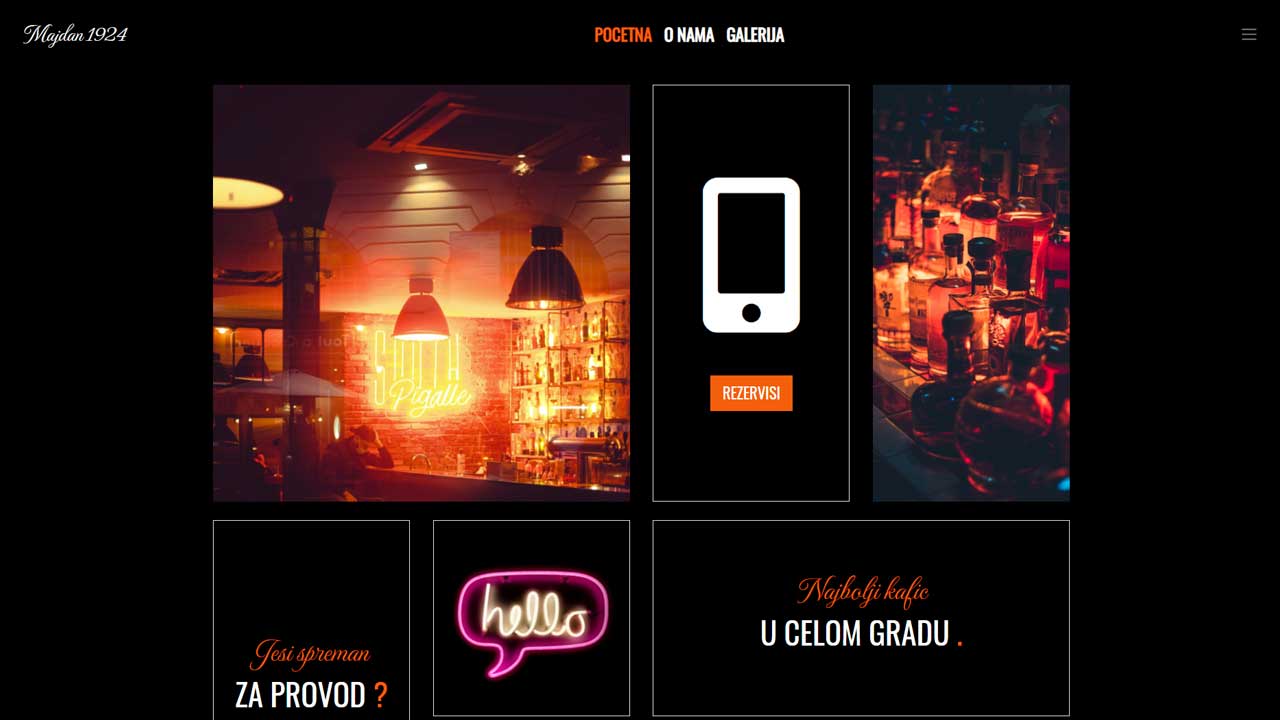 Majdan 1924
POCETNA O NAMA GALERIJA
Pigalle
REZERVISI
hello
Najbolji kafic
U CELOM GRADU .
Jesi spreman
ZA PROVOD ?